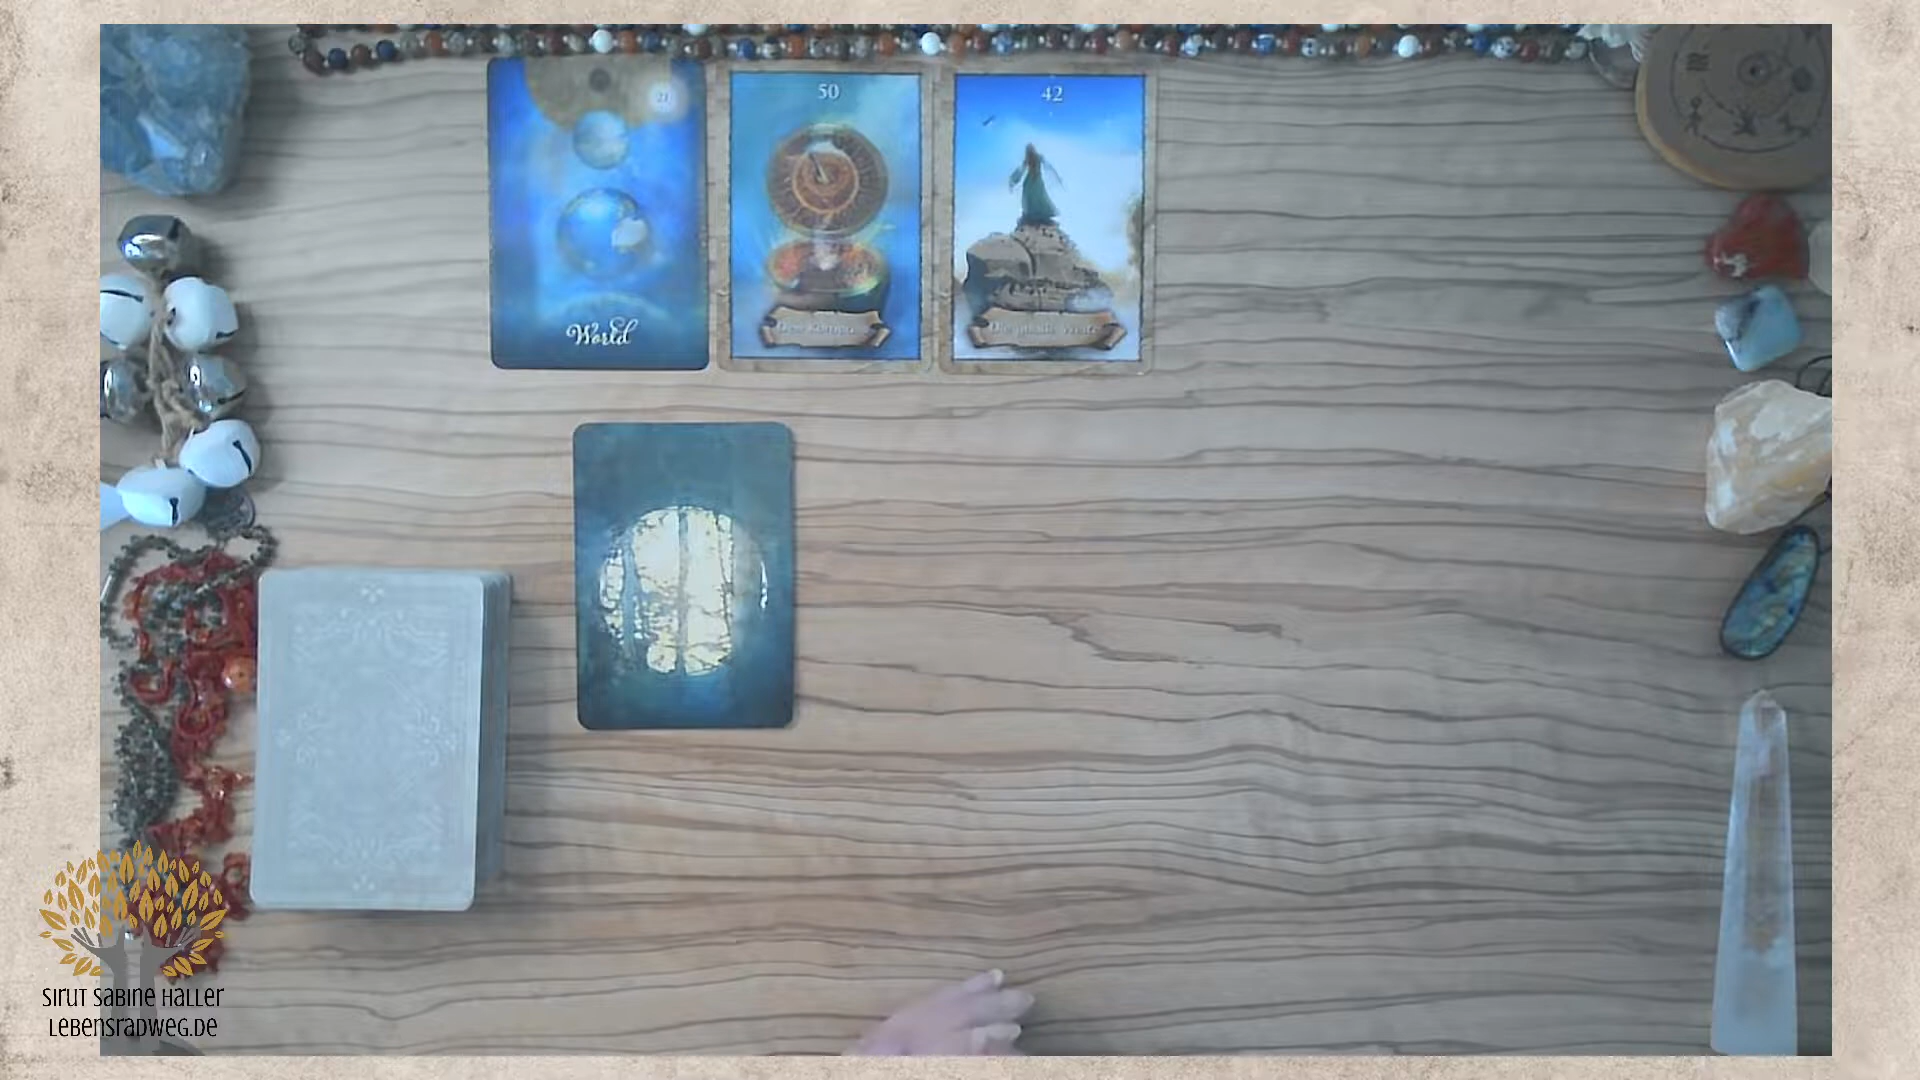 21
50
42
World
SIRUT SABINE HALLER
LEBENSRADWEG.DE